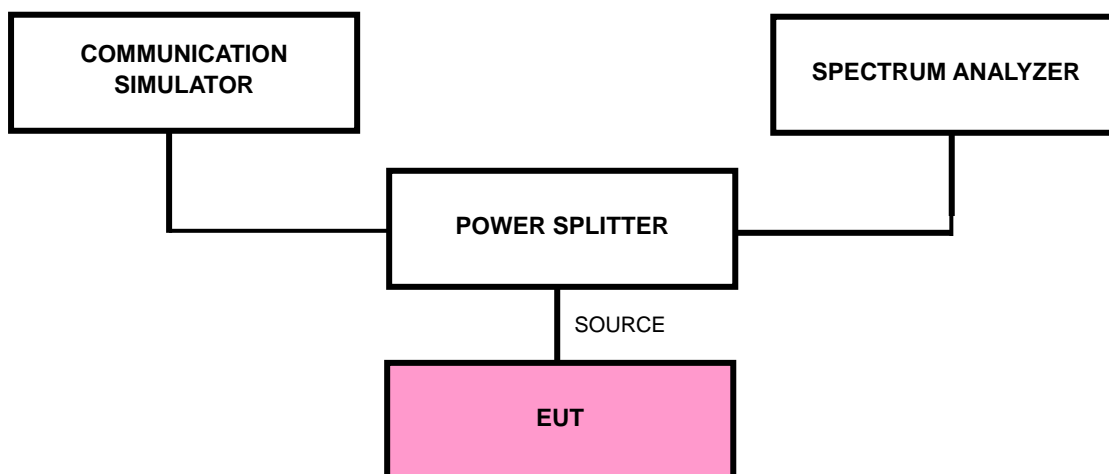 COMMUNICATION
SIMULATOR
SPECTRUM ANALYZER
POWER SPLITTER
SOURCE
EUT